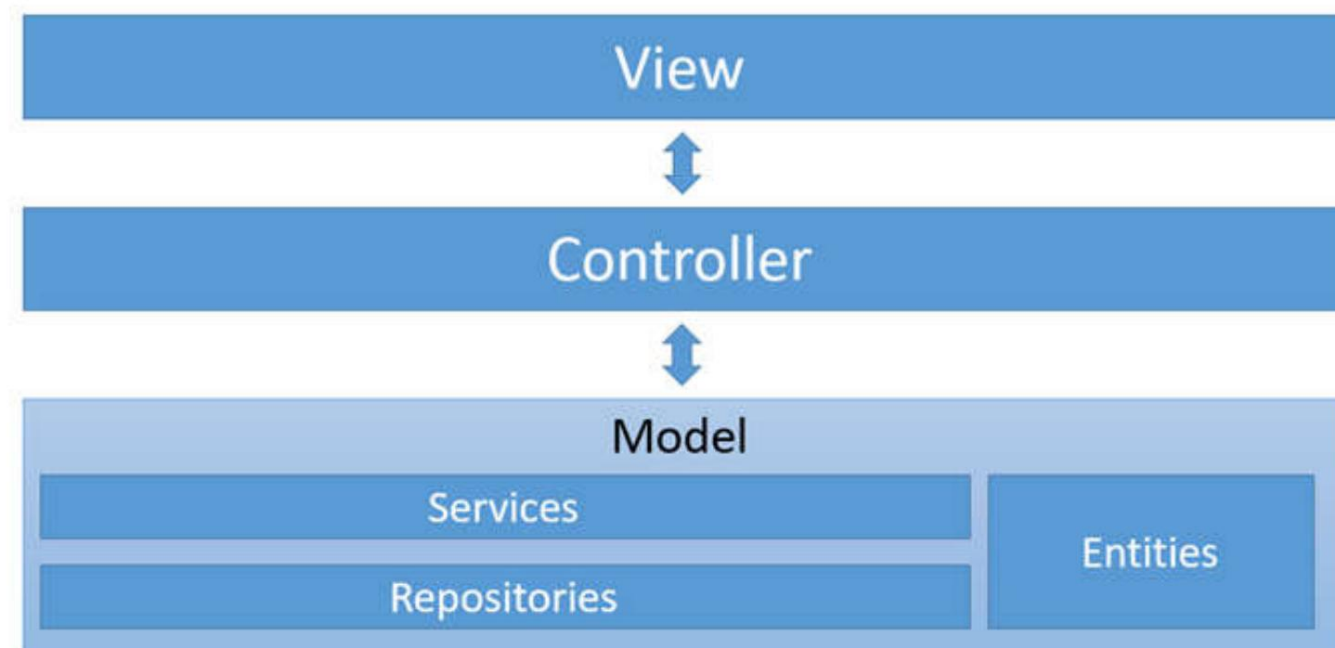 View
Controller
Model
Services
Entities
Repositories